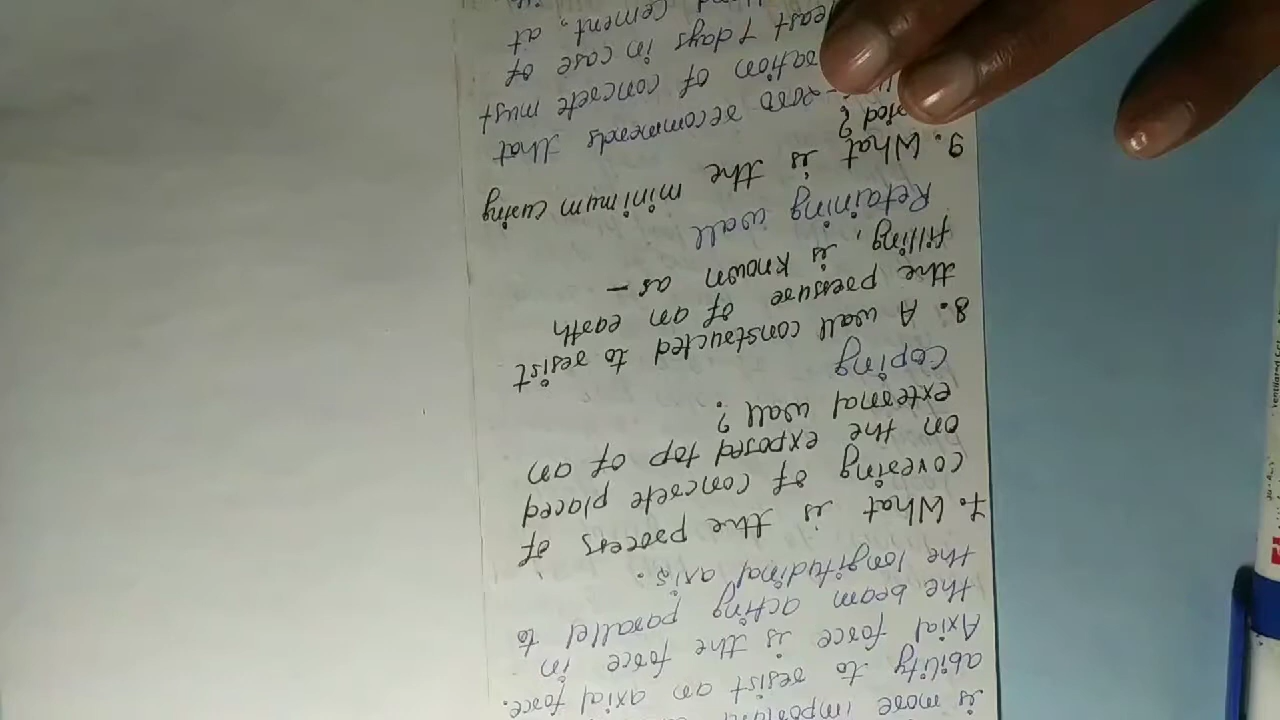 is more
ability to resist an axial force.
Axial force is the force in
the beam acting parallel to
the longitudinal axis.
7. What is the process of
covering of concrete placed
on the exposed top of an
external wall?
Coping
8. A wall constructed to resist
the pressure of an earth
filling, is known as -
Retaining wall
9. What is the minimum curing
2000 recommends that
of concrete must
7 days in case of
cement, at